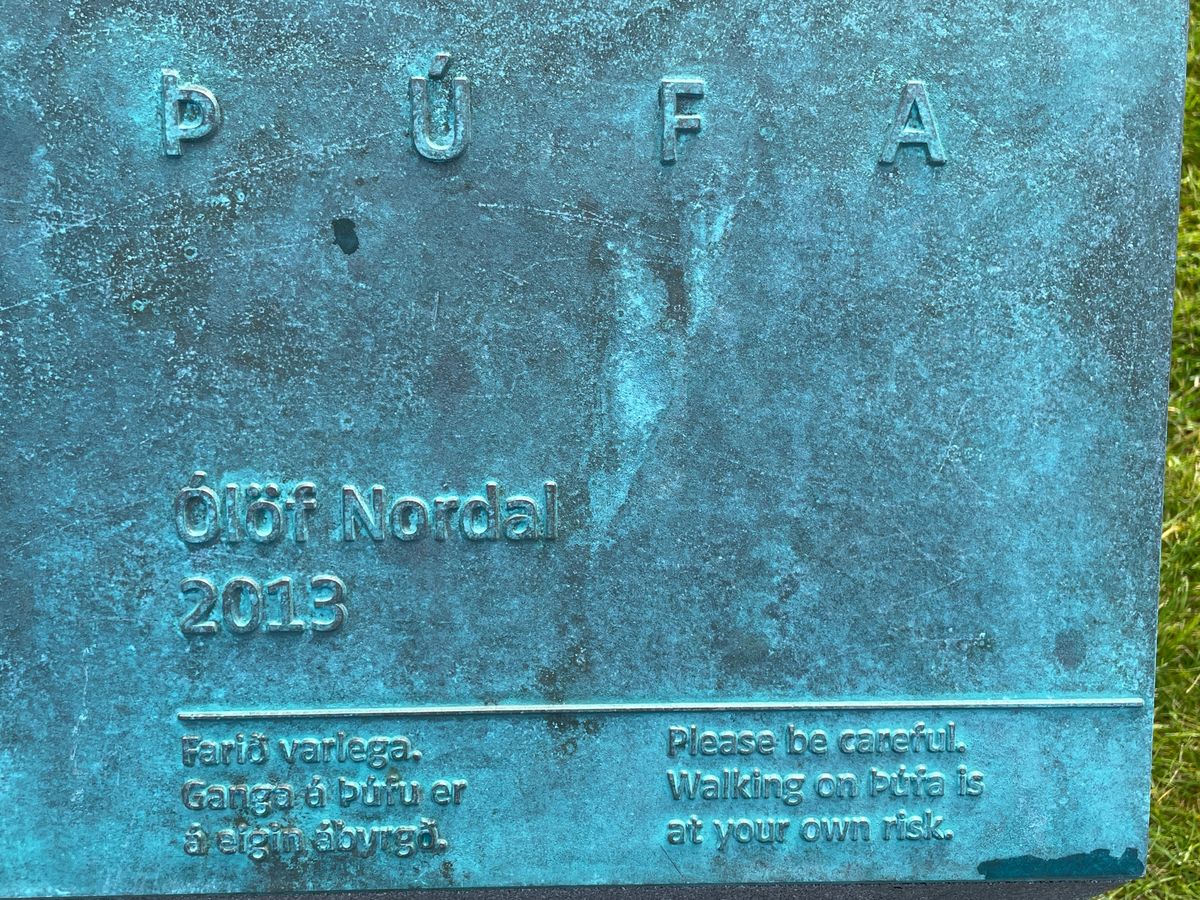 ÞÚFA
Ólöf Nordal
2013
Farið varlega.
Ganga á Þúfu er
á eigin ábyrgð.
Please be careful.
Walking on Þúfa is
at your own risk.